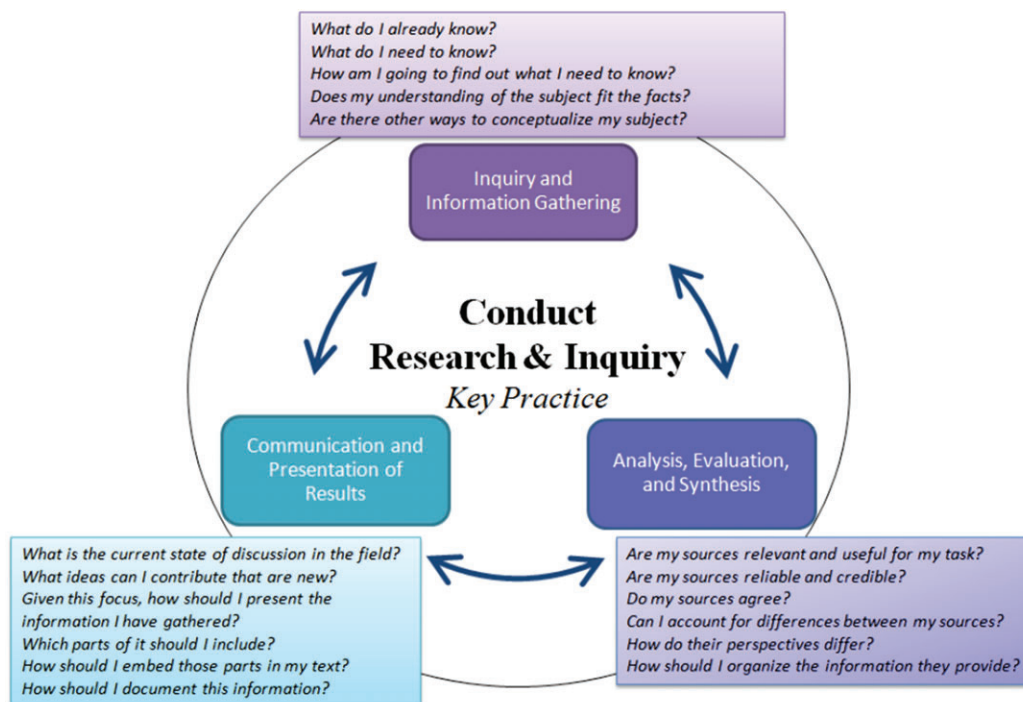 What do I already know?
What do I need to know?
How am I going to find out what I need to know?
Does my understanding of the subject fit the facts?
Are there other ways to conceptualize my subject?
Inquiry and
Information Gathering
Conduct
Research & Inquiry
Key Practice
Communication and
Presentation of
Results
Analysis, Evaluation,
and Synthesis
What is the current state of discussion in the field?
What ideas can I contribute that are new?
Given this focus, how should I present the
information I have gathered?
Which parts of it should I include?
How should I embed those parts in my text?
How should I document this information?
Are my sources relevant and useful for my task?
Are my sources reliable and credible?
Do my sources agree?
Can I account for differences between my sources?
How do their perspectives differ?
How should I organize the information they provide?